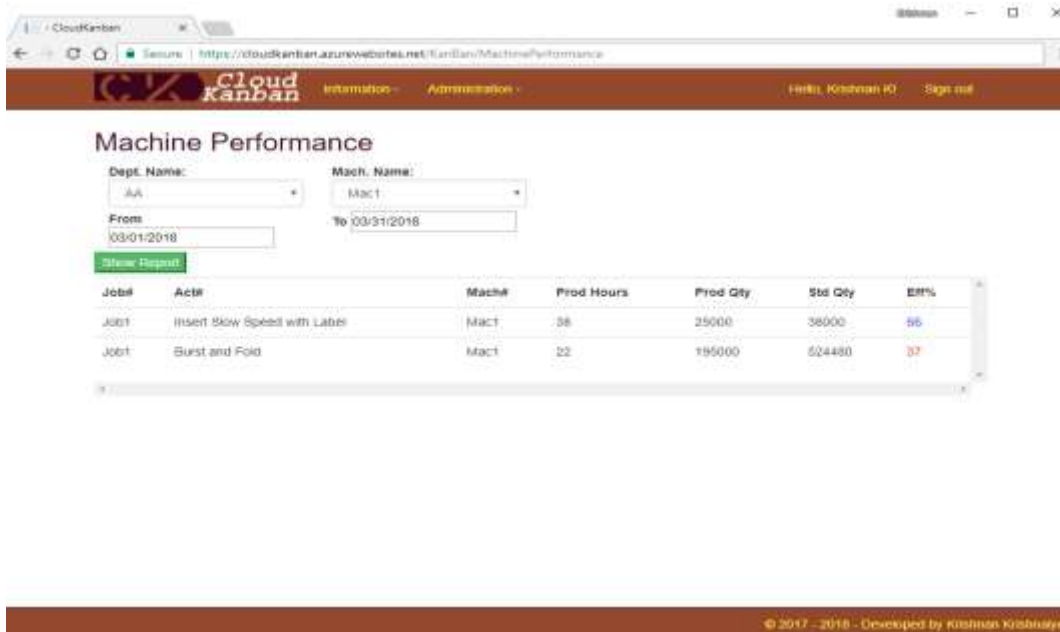 CloudKanban
Secure | https://cloudkanban.azurewebsites.net/KanBan/MachinePerformance
Cloud Kanban Information Administration Hello, Krishnan K! Sign out
Machine Performance
Dept. Name: Mach. Name:
AA Mac1
From To 03/31/2018
03/01/2018
Show Report
Job# Act# Mach# Prod Hours Prod Qty Std Qty Eff%
Job1 Insert Slow Speed with Label Mac1 38 25000 38000
Job1 Burst and Fold Mac1 22 195000 524480 37
© 2017 - 2018 - Developed by Krishnan